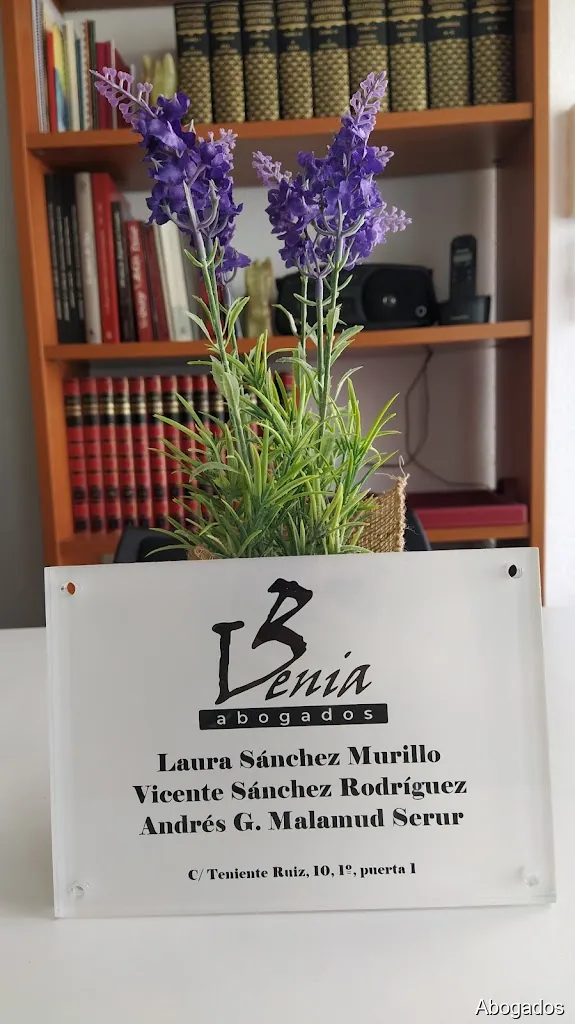 Benia
abogados
Laura Sánchez Murillo
Vicente Sánchez Rodríguez
Andrés G. Malamud Serur
C/ Teniente Ruiz, 10, 1º, puerta 1
Abogados